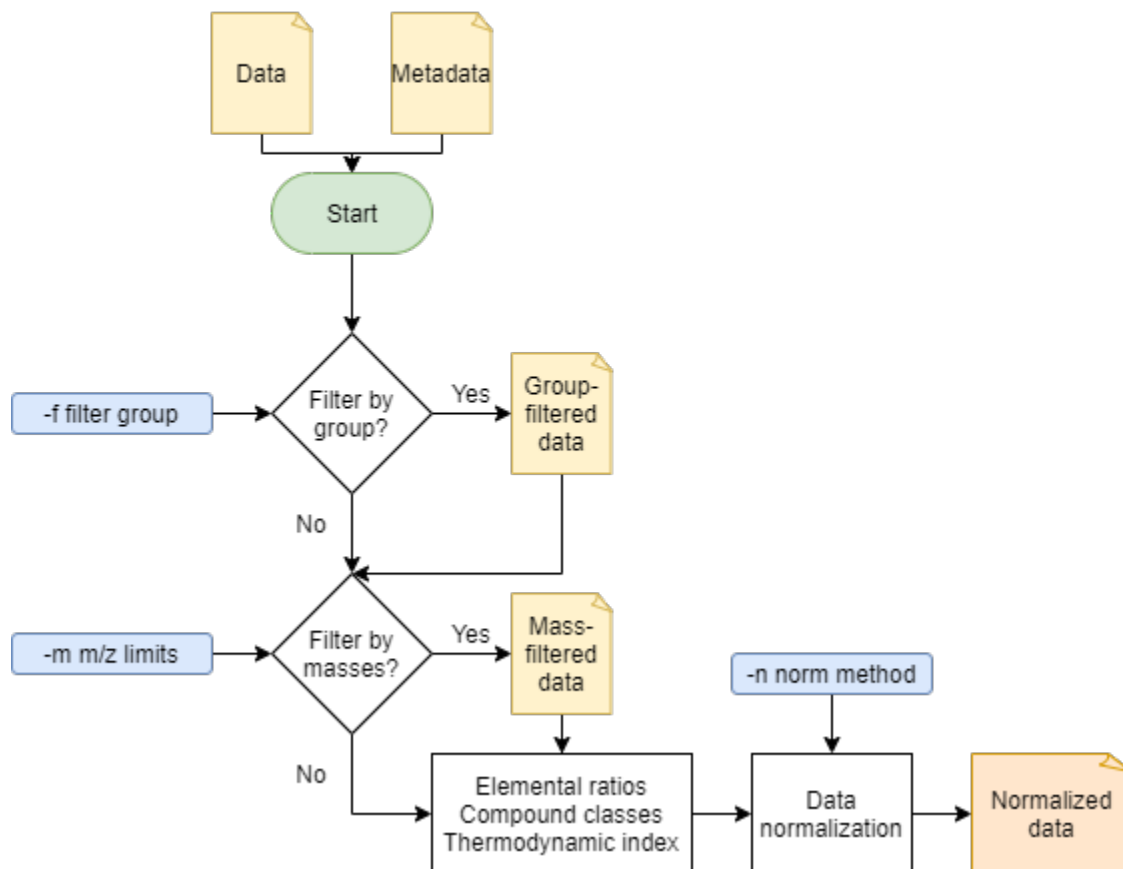 Data
Metadata
Start
-f filter group
Filter by
group?
Yes
Group-
filtered
data
No
-m m/z limits
Filter by
masses?
Yes
Mass-
filtered
data
-n norm method
No
Elemental ratios
Compound classes
Thermodynamic index
Data
normalization
Normalized
data